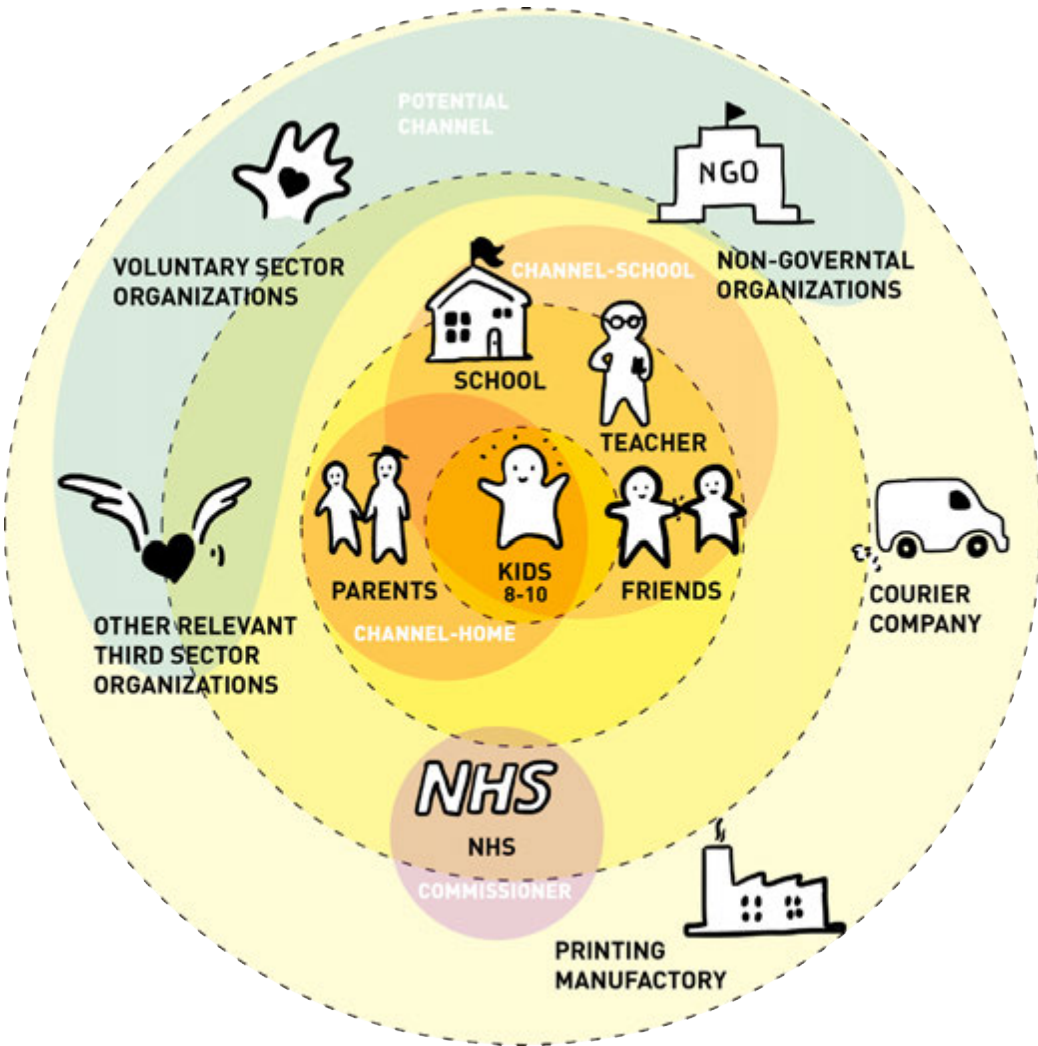 POTENTIAL
CHANNEL
NGO
VOLUNTARY SECTOR
ORGANIZATIONS
CHANNEL-SCHOOL
NON-GOVERNTAL
ORGANIZATIONS
SCHOOL
TEACHER
PARENTS
KIDS
8-10
FRIENDS
CHANNEL-HOME
COURIER
COMPANY
OTHER RELEVANT
THIRD SECTOR
ORGANIZATIONS
NHS
NHS
COMMISSIONER
PRINTING
MANUFACTORY